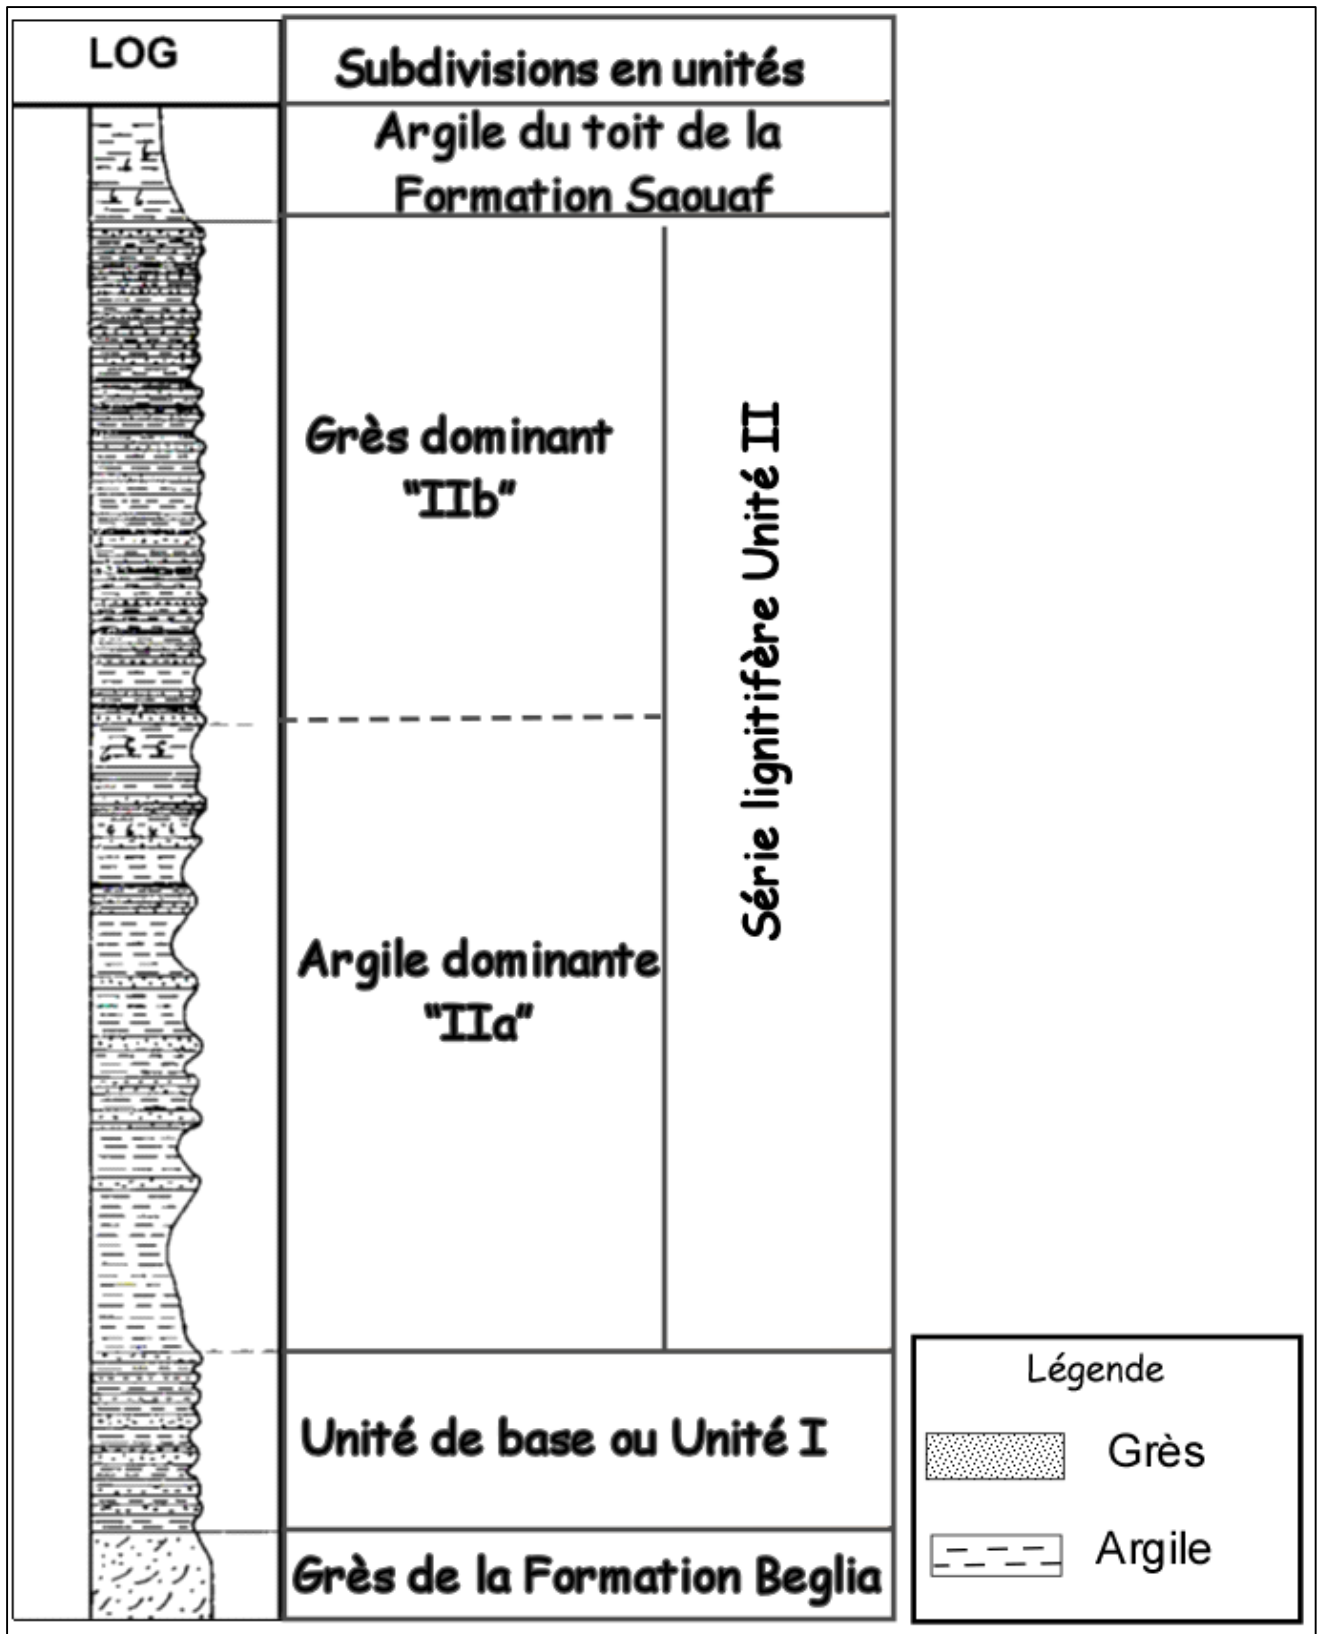 LOG
Subdivisions en unités
Argile du toit de la
Formation Saouaf
Grès dominant
“IIb”
Série lignitifère Unité II
Argile dominante
“IIa”
Unité de base ou Unité I
Grès de la Formation Beglia
Légende
Grès
Argile